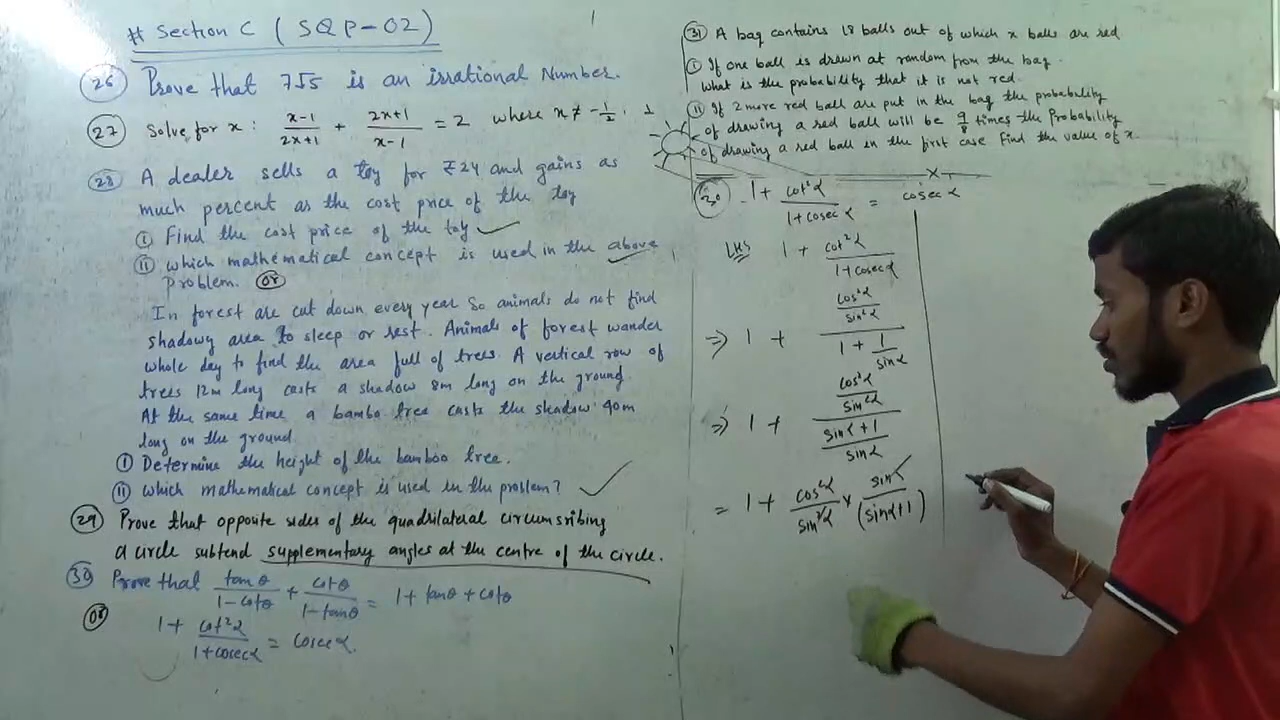 # Section C (SQP-02)
26 Prove that 7√5 is an irrational Number.
27 Solve for x : (x-1)/(2x+1) + (2x+1)/(x-1) = 2 where x ≠ -1/2, 1
28 A dealer sells a toy for ₹24 and gains as
much percent as the cost price of the toy
i Find the cost price of the toy
ii which mathematical concept is used in the above
problem. or
In forest are cut down every year So animals do not find
shadowy area to sleep or rest. Animals of forest wander
whole day to find the area full of trees. A vertical row of
trees 12m long casts a shadow 8m long on the ground
At the same time a bambo tree casts the shadow 40m
long on the ground
i Determine the height of the bamboo tree.
ii which mathematical concept is used in the problem?
29 Prove that opposite sides of the quadrilateral circumsribing
a circle subtend supplementary angles at the centre of the circle.
30 Prove that tanθ/(1-cotθ) + cotθ/(1-tanθ) = 1+tanθ+cotθ
or
1 + cot²α/(1+cosecα) = cosecα.
31 A bag contains 18 balls out of which x balls are red
i If one ball is drawn at random from the bag.
What is the probability that it is not red.
ii If 2 more red ball are put in the bag the probability
of drawing a red ball will be 9/8 times the Probability
of drawing a red ball in the first case Find the value of x.
30 1 + cot²α/(1+cosecα) = cosecα
LHS 1 + cot²α/(1+cosecα)
⇒ 1 + (cos²α/sin²α)/(1 + 1/sinα)
⇒ 1 + (cos²α/sin²α)/((sinα+1)/sinα)
= 1 + cos²α/sin²α × sinα/(sinα+1)